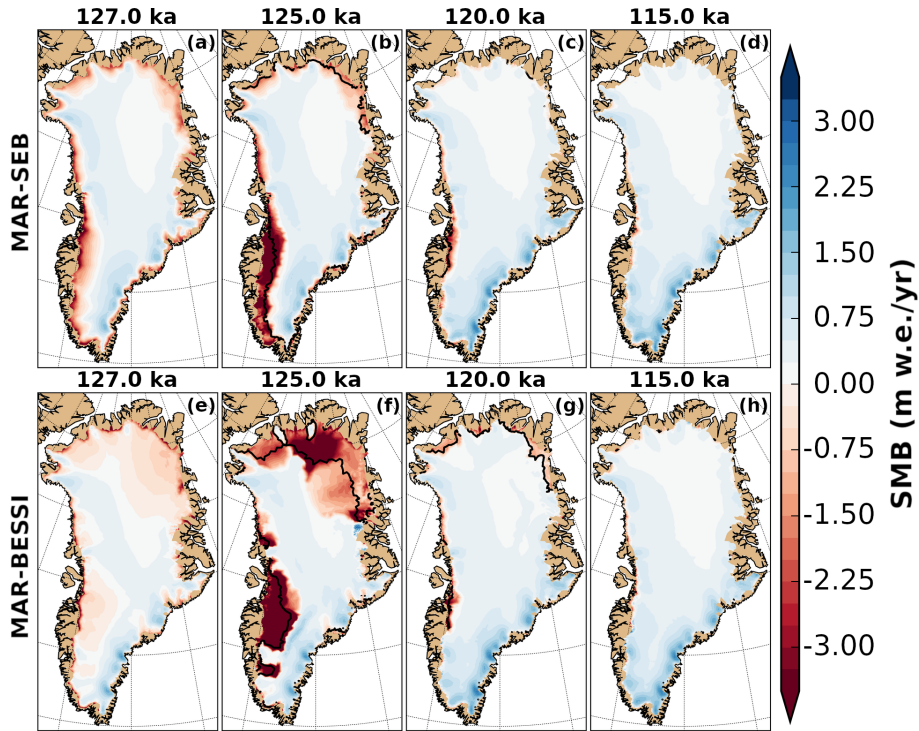 127.0 ka 125.0 ka 120.0 ka 115.0 ka
(a) (b) (c) (d)
MAR-SEB
127.0 ka 125.0 ka 120.0 ka 115.0 ka
(e) (f) (g) (h)
MAR-BESSI
3.00
2.25
1.50
0.75
0.00
-0.75
-1.50
-2.25
-3.00
SMB (m w.e./yr)